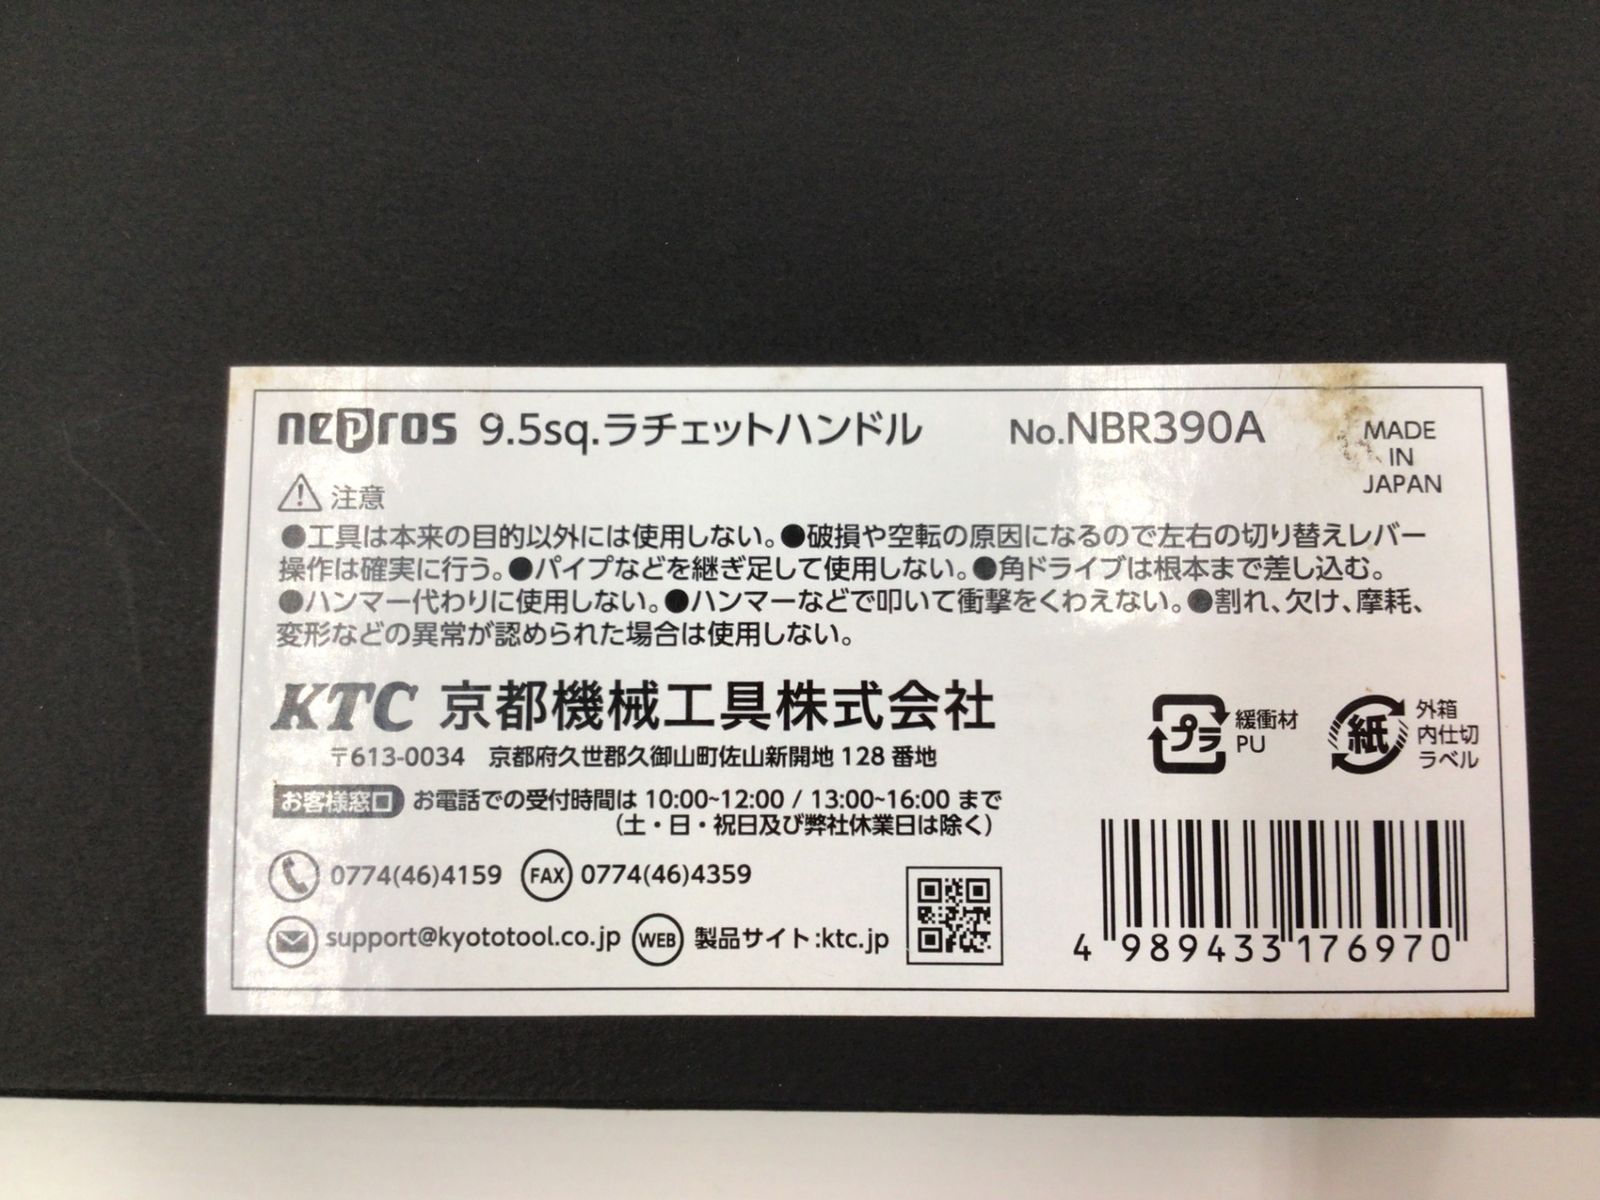 nepros 9.5sq.ラチェットハンドル No.NBR390A
MADE
IN
JAPAN
注意
●工具は本来の目的以外には使用しない。●破損や空転の原因になるので左右の切り替えレバー
操作は確実に行う。●パイプなどを継ぎ足して使用しない。●角ドライブは根本まで差し込む。
●ハンマー代わりに使用しない。●ハンマーなどで叩いて衝撃をくわえない。●割れ、欠け、摩耗、
変形などの異常が認められた場合は使用しない。
KTC 京都機械工具株式会社
〒613-0034 京都府久世郡久御山町佐山新開地 128 番地
お客様窓口 お電話での受付時間は 10:00~12:00 / 13:00~16:00 まで
(土・日・祝日及び弊社休業日は除く)
0774(46)4159 FAX 0774(46)4359
support@kyototool.co.jp WEB 製品サイト:ktc.jp
プラ 緩衝材
PU
紙 外箱
内仕切
ラベル
4 989433 176970